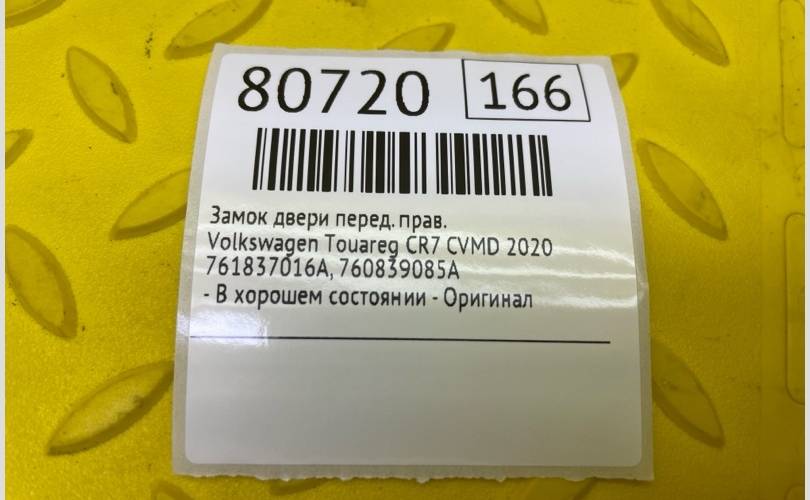 80720 166
Замок двери перед. прав.
Volkswagen Touareg CR7 CVMD 2020
761837016A, 760839085A
- В хорошем состоянии - Оригинал